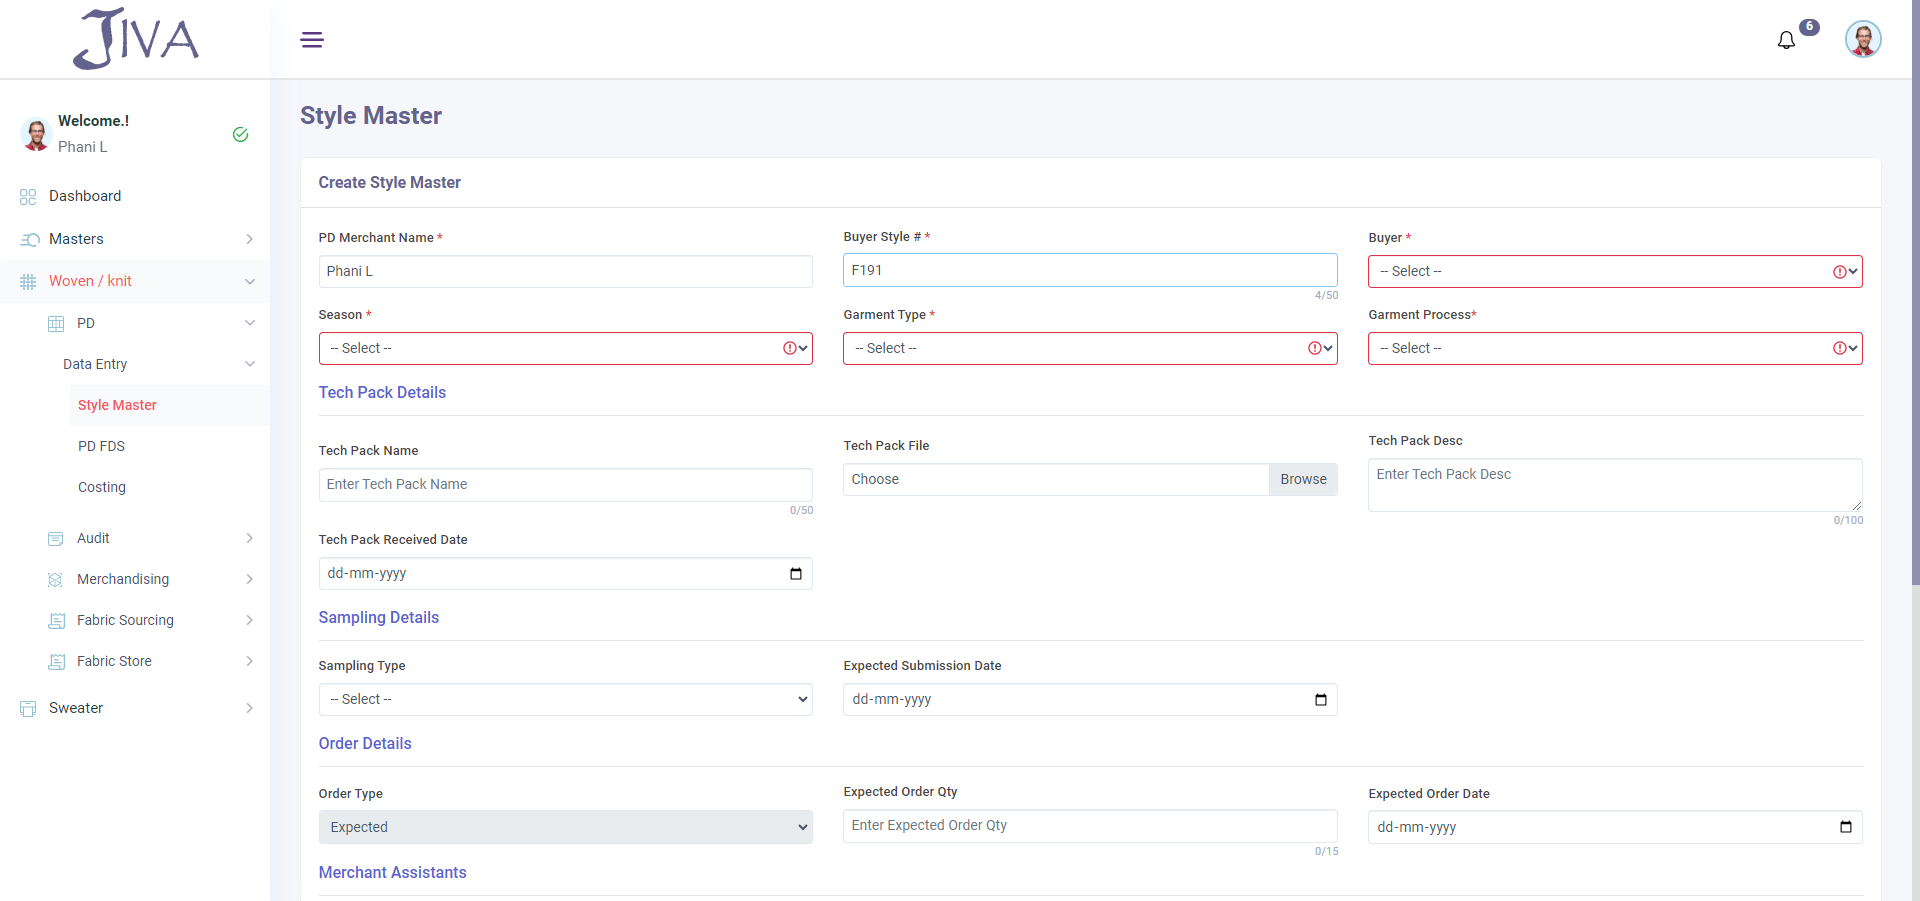 JIVA
6
Welcome.!
Phani L
Dashboard
Masters
Woven / knit
PD
Data Entry
Style Master
PD FDS
Costing
Audit
Merchandising
Fabric Sourcing
Fabric Store
Sweater
Style Master
Create Style Master
PD Merchant Name *
Buyer Style # *
Buyer *
Phani L
F191
-- Select --
4/50
Season *
Garment Type *
Garment Process*
-- Select --
-- Select --
-- Select --
Tech Pack Details
Tech Pack Name
Tech Pack File
Tech Pack Desc
Enter Tech Pack Name
Choose
Browse
Enter Tech Pack Desc
0/50
0/100
Tech Pack Received Date
dd-mm-yyyy
Sampling Details
Sampling Type
Expected Submission Date
-- Select --
dd-mm-yyyy
Order Details
Order Type
Expected Order Qty
Expected Order Date
Expected
Enter Expected Order Qty
dd-mm-yyyy
0/15
Merchant Assistants